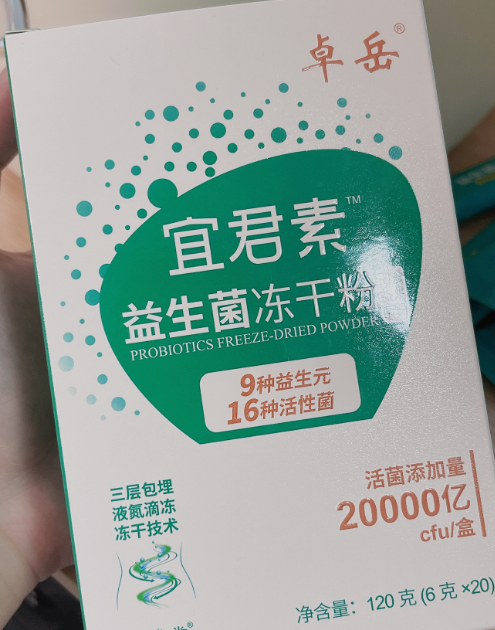 卓岳®
宜君素™
益生菌冻干粉
PROBIOTICS FREEZE-DRIED POWDER
9种益生元
16种活性菌
三层包埋
液氮滴冻
冻干技术
活菌添加量
20000亿
cfu/盒
净含量：120克(6克×20)